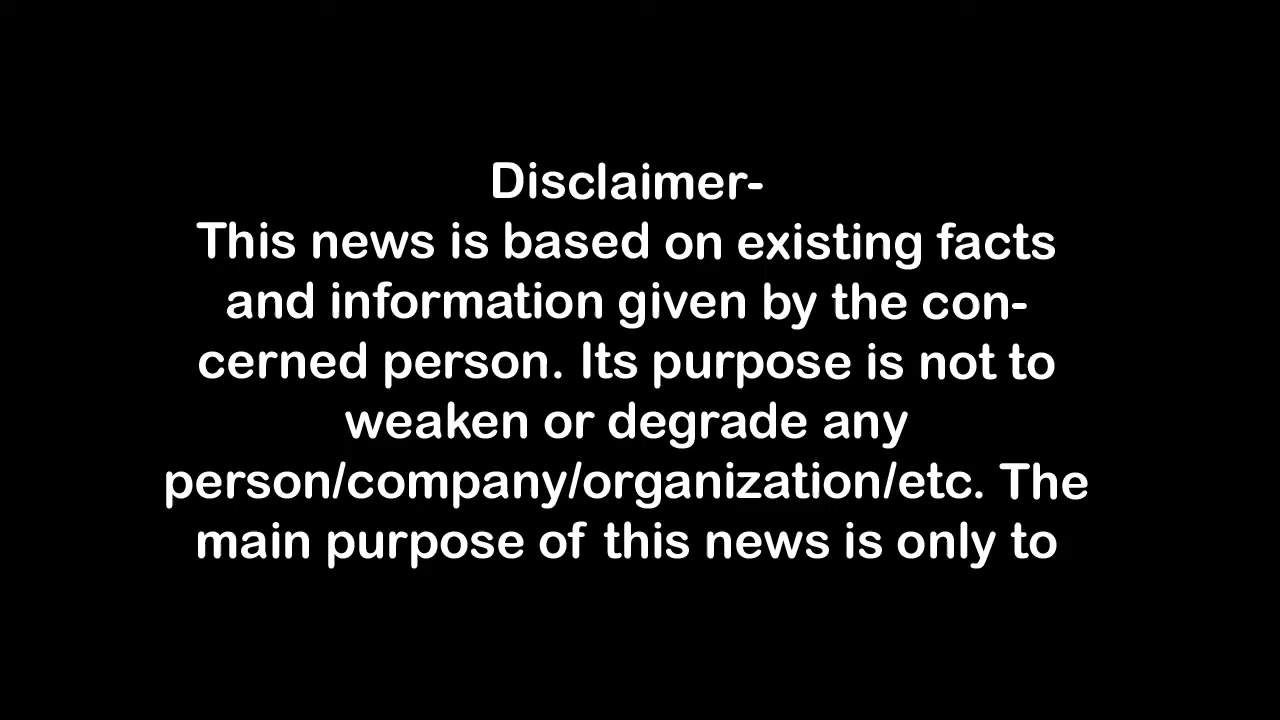 Disclaimer-
This news is based on existing facts
and information given by the con-
cerned person. Its purpose is not to
weaken or degrade any
person/company/organization/etc. The
main purpose of this news is only to